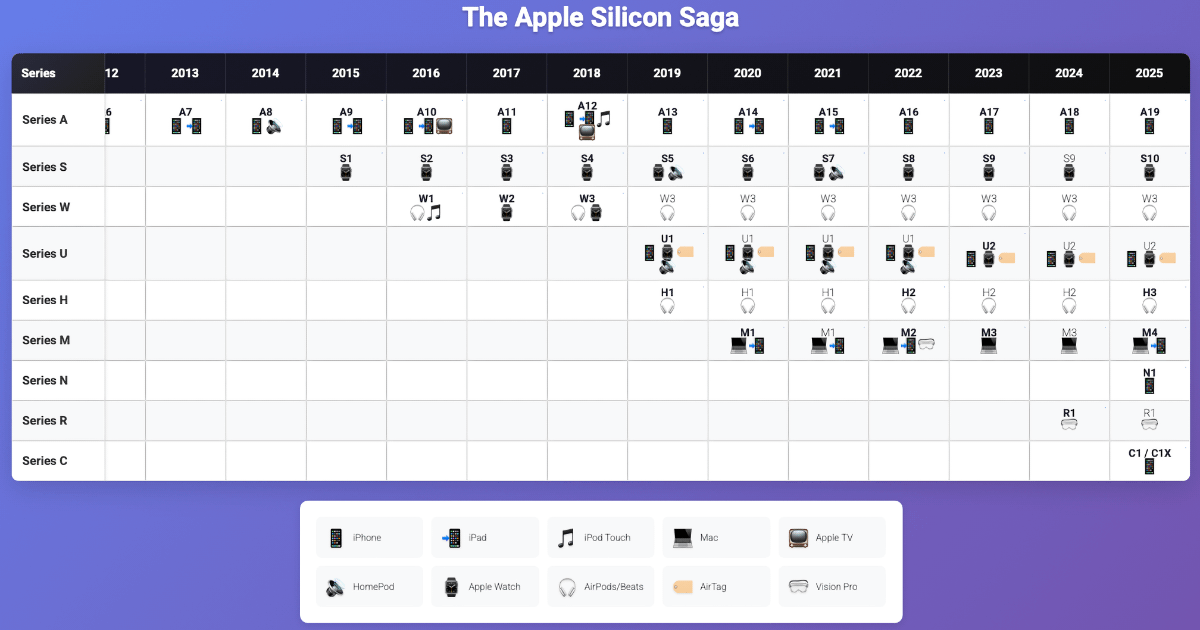 The Apple Silicon Saga
Series 12 2013 2014 2015 2016 2017 2018 2019 2020 2021 2022 2023 2024 2025
Series A 6 A7 A8 A9 A10 A11 A12 A13 A14 A15 A16 A17 A18 A19
Series S S1 S2 S3 S4 S5 S6 S7 S8 S9 S9 S10
Series W W1 W2 W3 W3 W3 W3 W3 W3 W3 W3
Series U U1 U1 U1 U1 U2 U2 U2
Series H H1 H1 H1 H2 H2 H2 H3
Series M M1 M1 M2 M3 M3 M4
Series N N1
Series R R1 R1
Series C C1 / C1X
iPhone iPad iPod Touch Mac Apple TV
HomePod Apple Watch AirPods/Beats AirTag Vision Pro